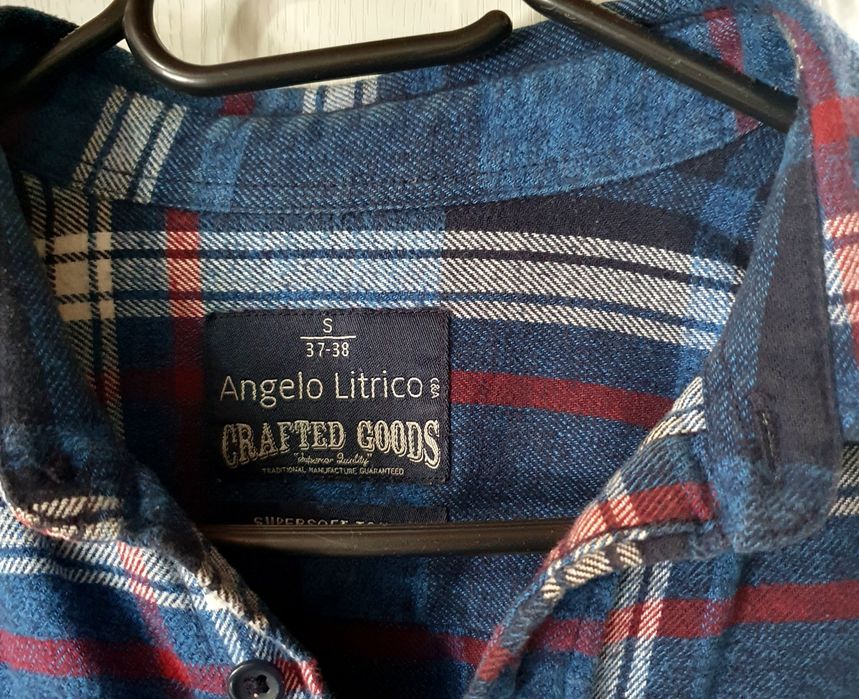 S
37-38
Angelo Litrico C&A
CRAFTED GOODS
"Superior Quality"
TRADITIONAL MANUFACTURE GUARANTEED
SUPERSOFT